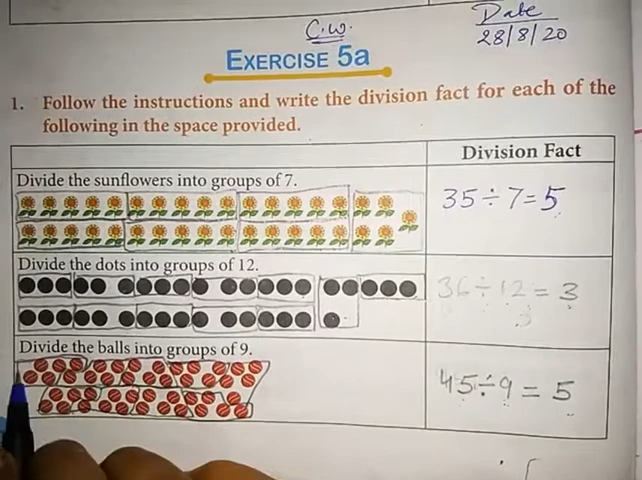 C.W.
Date
28/8/20
EXERCISE 5a
1. Follow the instructions and write the division fact for each of the
following in the space provided.
Division Fact
Divide the sunflowers into groups of 7.
35÷7=5
Divide the dots into groups of 12.
36÷12=3
3
Divide the balls into groups of 9.
45÷9=5